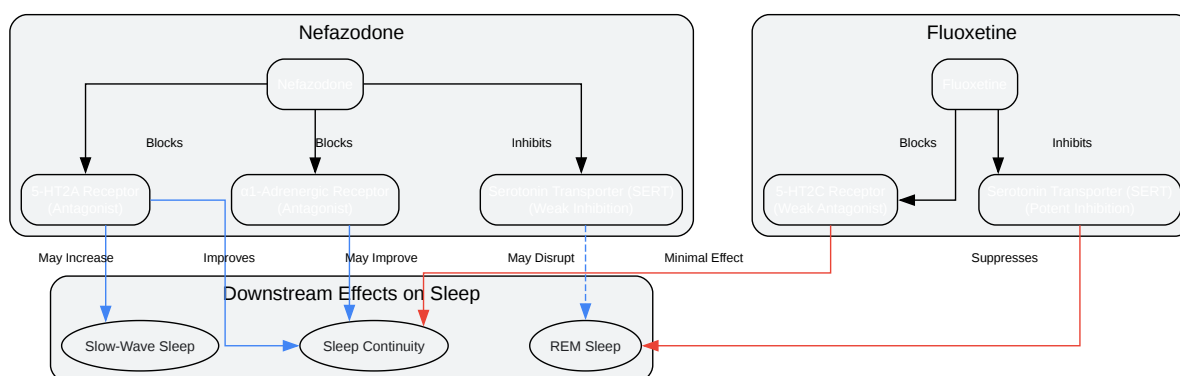 Nefazodone
Fluoxetine
Nefazodone
Fluoxetine
Blocks
Blocks
Inhibits
Blocks
Inhibits
5-HT2A Receptor
(Antagonist)
α1-Adrenergic Receptor
(Antagonist)
Serotonin Transporter (SERT)
(Weak Inhibition)
5-HT2C Receptor
(Weak Antagonist)
Serotonin Transporter (SERT)
(Potent Inhibition)
May Increase
Improves
May Improve
May Disrupt
Minimal Effect
Suppresses
Downstream Effects on Sleep
Slow-Wave Sleep
Sleep Continuity
REM Sleep